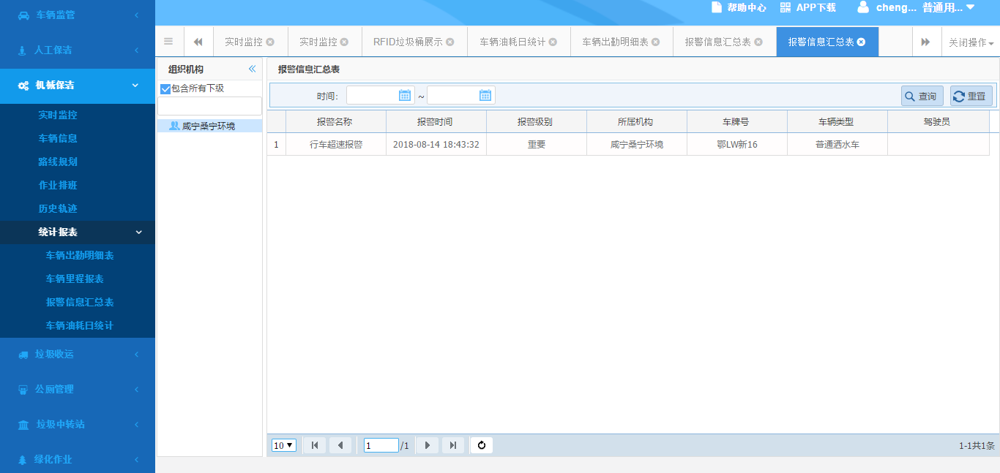 帮助中心 APP下载 cheng... 普通用...
车辆监管
人工保洁
机械保洁
实时监控
车辆信息
路线规划
作业排班
历史轨迹
统计报表
车辆出勤明细表
车辆里程报表
报警信息汇总表
车辆油耗日统计
垃圾收运
公厕管理
垃圾中转站
绿化作业
实时监控 实时监控 RFID垃圾桶展示 车辆油耗日统计 车辆出勤明细表 报警信息汇总表 报警信息汇总表 关闭操作
组织机构
包含所有下级
咸宁桑宁环境
报警信息汇总表
时间: ~ 查询 重置
报警名称 报警时间 报警级别 所属机构 车牌号 车辆类型 驾驶员
1 行车超速报警 2018-08-14 18:43:32 重要 咸宁桑宁环境 鄂LW新16 普通洒水车
10 1 /1 1-1共1条